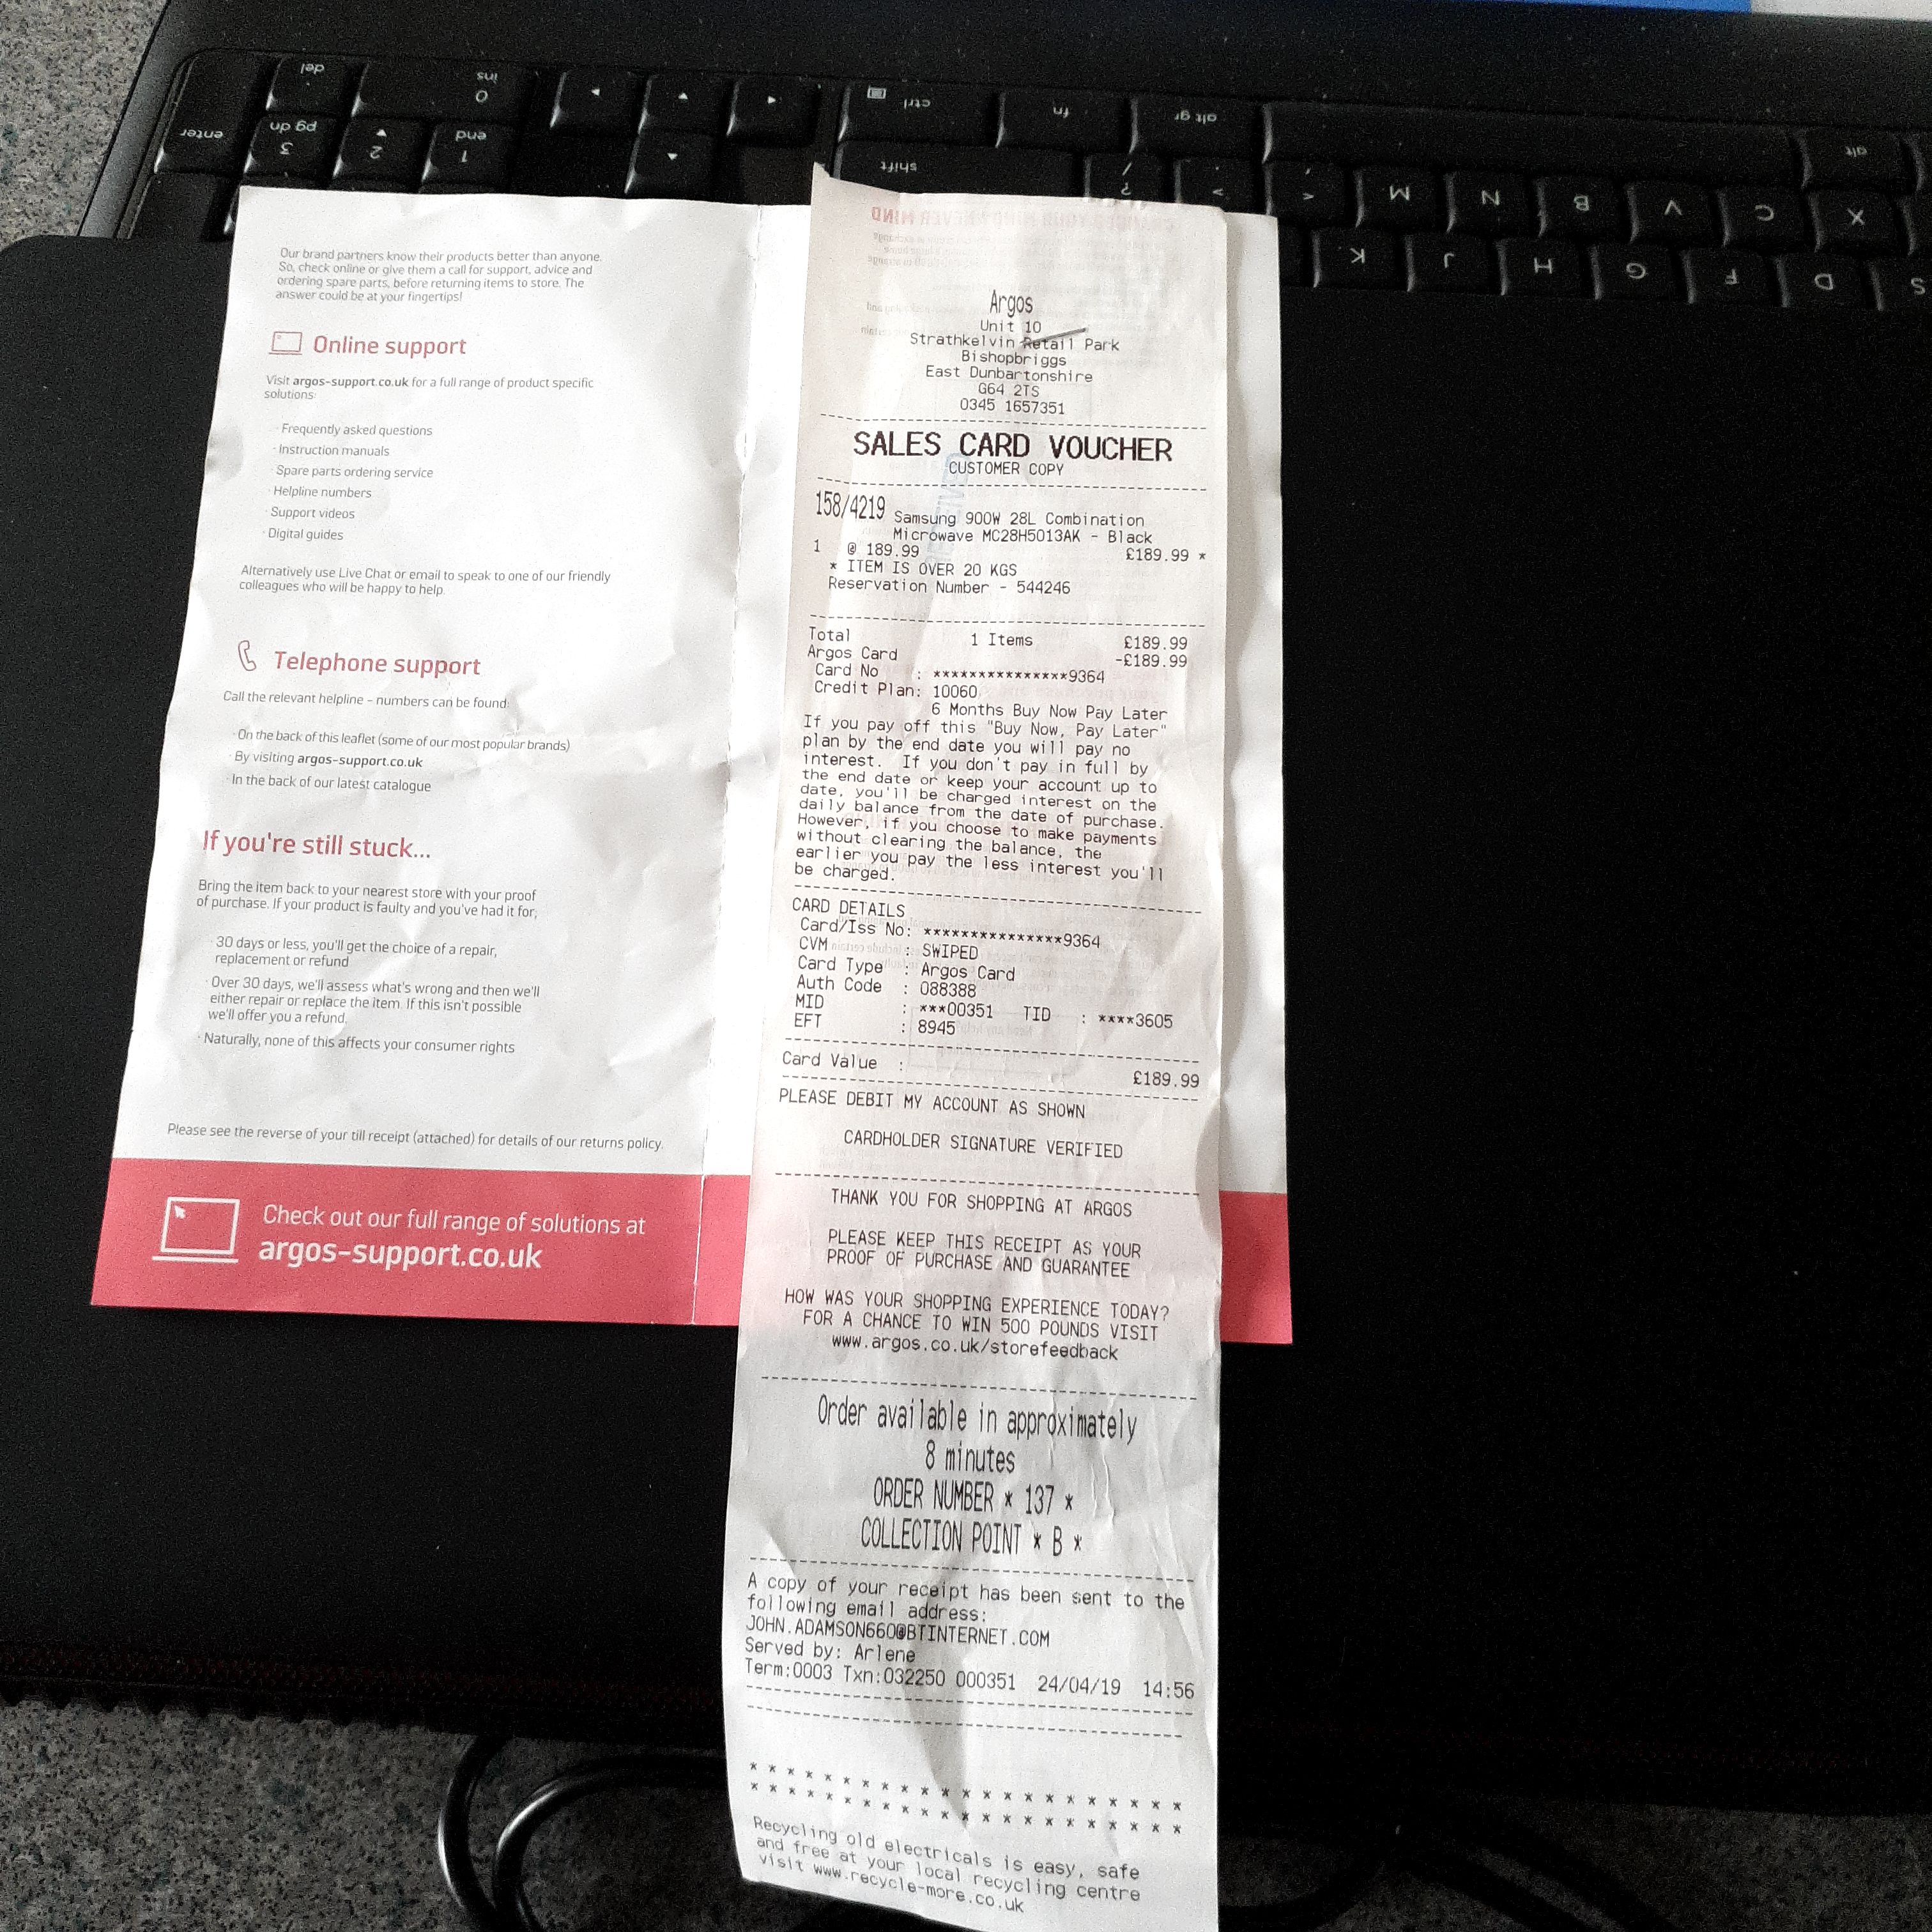 del
ins
0
enter
pg dn
3
2
end
1
ctrl
fn
alt gr
alt
shift
?
/
>
.
<
,
M
N
B
V
C
X
K
J
H
G
F
D
S
Our brand partners know their products better than anyone.
So, check online or give them a call for support, advice and
ordering spare parts, before returning items to store. The
answer could be at your fingertips!
Online support
Visit argos-support.co.uk for a full range of product specific
solutions:
· Frequently asked questions
· Instruction manuals
· Spare parts ordering service
· Helpline numbers
· Support videos
· Digital guides
Alternatively use Live Chat or email to speak to one of our friendly
colleagues who will be happy to help.
Telephone support
Call the relevant helpline – numbers can be found:
· On the back of this leaflet (some of our most popular brands)
· By visiting argos-support.co.uk
· In the back of our latest catalogue
If you're still stuck...
Bring the item back to your nearest store with your proof
of purchase. If your product is faulty and you've had it for;
· 30 days or less, you'll get the choice of a repair,
replacement or refund
· Over 30 days, we'll assess what's wrong and then we'll
either repair or replace the item. If this isn't possible
we'll offer you a refund.
· Naturally, none of this affects your consumer rights
Please see the reverse of your till receipt (attached) for details of our returns policy.
Check out our full range of solutions at
argos-support.co.uk
Argos
Unit 10
Strathkelvin Retail Park
Bishopbriggs
East Dunbartonshire
G64 2TS
0345 1657351
SALES CARD VOUCHER
CUSTOMER COPY
158/4219 Samsung 900W 28L Combination
Microwave MC28H5013AK - Black
1 @ 189.99 £189.99 *
* ITEM IS OVER 20 KGS
Reservation Number - 544246
Total 1 Items £189.99
Argos Card -£189.99
Card No : ***************9364
Credit Plan: 10060
6 Months Buy Now Pay Later
If you pay off this "Buy Now, Pay Later"
plan by the end date you will pay no
interest. If you don't pay in full by
the end date or keep your account up to
date, you'll be charged interest on the
daily balance from the date of purchase.
However, if you choose to make payments
without clearing the balance, the
earlier you pay the less interest you'll
be charged.
CARD DETAILS
Card/Iss No: ***************9364
CVM : SWIPED
Card Type : Argos Card
Auth Code : 088388
MID : ***00351 TID : ****3605
EFT : 8945
Card Value : £189.99
PLEASE DEBIT MY ACCOUNT AS SHOWN
CARDHOLDER SIGNATURE VERIFIED
THANK YOU FOR SHOPPING AT ARGOS
PLEASE KEEP THIS RECEIPT AS YOUR
PROOF OF PURCHASE AND GUARANTEE
HOW WAS YOUR SHOPPING EXPERIENCE TODAY?
FOR A CHANCE TO WIN 500 POUNDS VISIT
www.argos.co.uk/storefeedback
Order available in approximately
8 minutes
ORDER NUMBER * 137 *
COLLECTION POINT * B *
A copy of your receipt has been sent to the
following email address:
JOHN.ADAMSON660@BTINTERNET.COM
Served by: Arlene
Term:0003 Txn:032250 000351 24/04/19 14:56
* * * * * * * * * * * * * * * * * * * * * * * *
* * * * * * * * * * * * * * * * * * * * * * * *
Recycling old electricals is easy, safe
and free at your local recycling centre
visit www.recycle-more.co.uk